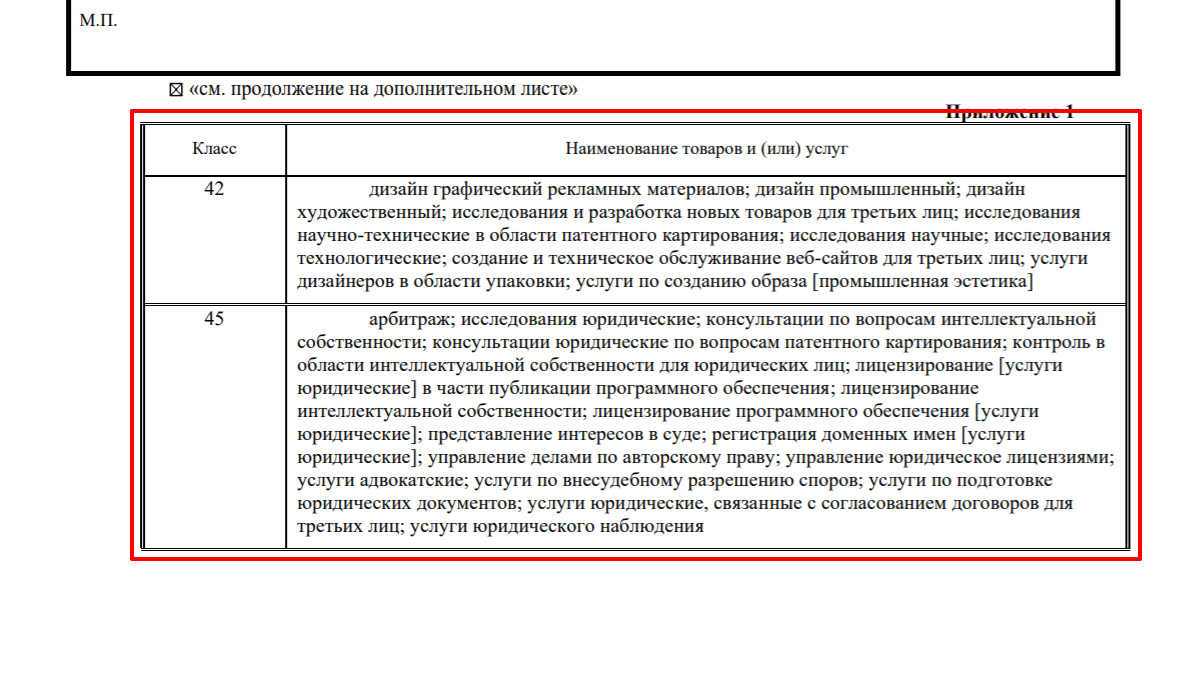 М.П.
«см. продолжение на дополнительном листе»
Приложение 1
Класс
Наименование товаров и (или) услуг
42
дизайн графический рекламных материалов; дизайн промышленный; дизайн
художественный; исследования и разработка новых товаров для третьих лиц; исследования
научно-технические в области патентного картирования; исследования научные; исследования
технологические; создание и техническое обслуживание веб-сайтов для третьих лиц; услуги
дизайнеров в области упаковки; услуги по созданию образа [промышленная эстетика]
45
арбитраж; исследования юридические; консультации по вопросам интеллектуальной
собственности; консультации юридические по вопросам патентного картирования; контроль в
области интеллектуальной собственности для юридических лиц; лицензирование [услуги
юридические] в части публикации программного обеспечения; лицензирование
интеллектуальной собственности; лицензирование программного обеспечения [услуги
юридические]; представление интересов в суде; регистрация доменных имен [услуги
юридические]; управление делами по авторскому праву; управление юридическое лицензиями;
услуги адвокатские; услуги по внесудебному разрешению споров; услуги по подготовке
юридических документов; услуги юридические, связанные с согласованием договоров для
третьих лиц; услуги юридического наблюдения